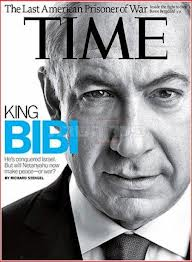 The Last American Prisoner of War
TIME
KING
BIBI
He's conquered Israel.
But will Netanyahu now
make peace—or war?
BY RICHARD STENGEL